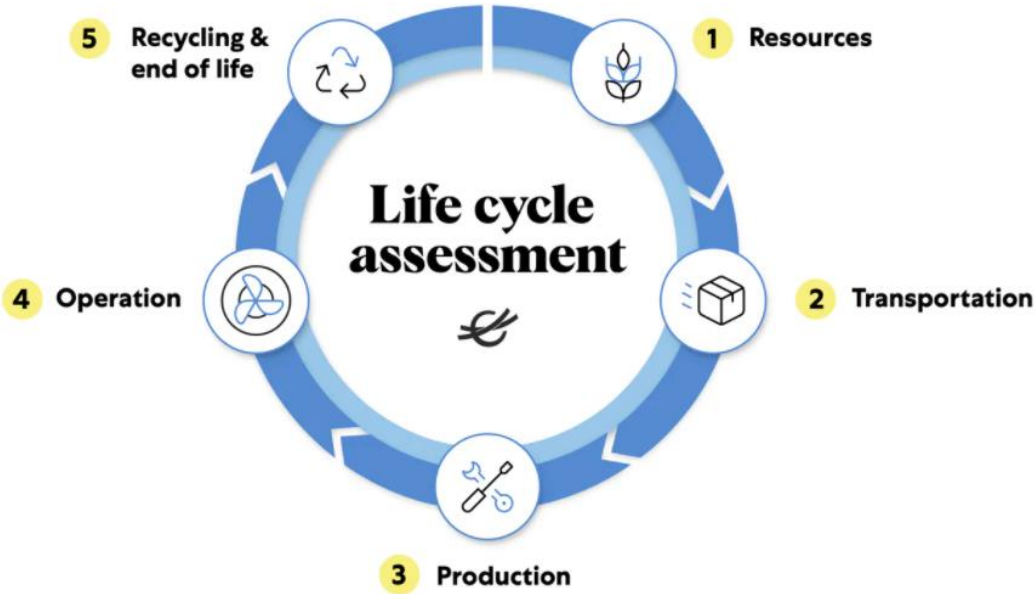 Life cycle
assessment
1 Resources
2 Transportation
3 Production
4 Operation
5 Recycling &
end of life